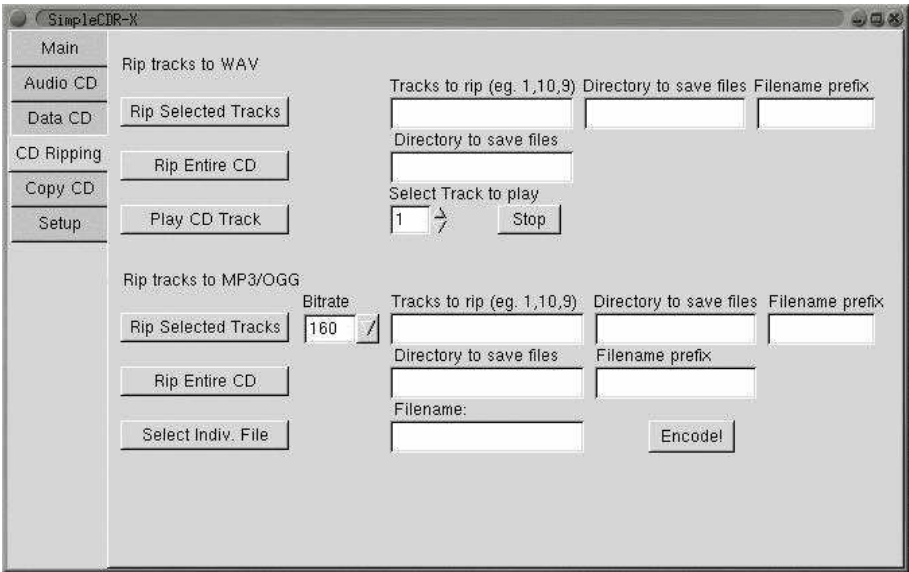 SimpleCDR-X
Main
Audio CD
Data CD
CD Ripping
Copy CD
Setup
Rip tracks to WAV
Tracks to rip (eg. 1,10,9) Directory to save files Filename prefix
Rip Selected Tracks
Directory to save files
Rip Entire CD
Select Track to play
Play CD Track 1 Stop
Rip tracks to MP3/OGG
Bitrate Tracks to rip (eg. 1,10,9) Directory to save files Filename prefix
Rip Selected Tracks 160
Directory to save files Filename prefix
Rip Entire CD
Filename:
Select Indiv. File Encode!